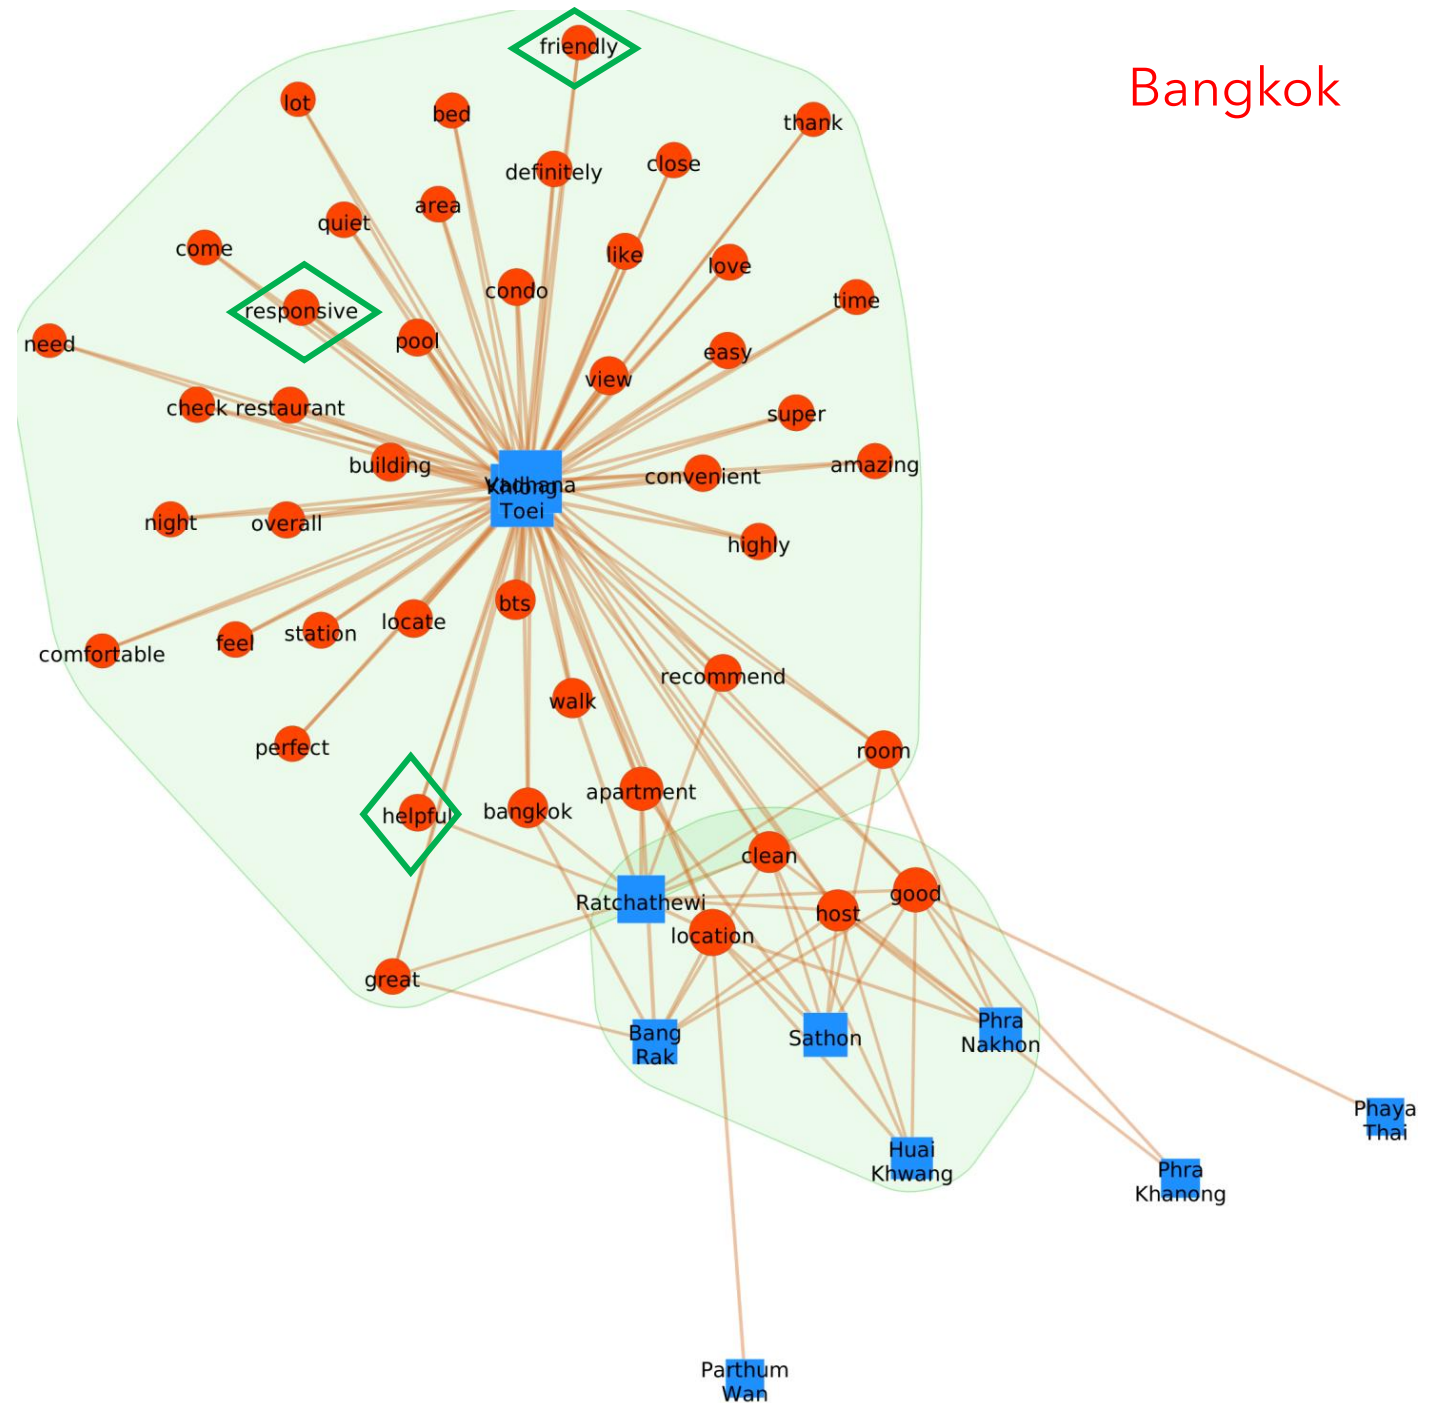 friendly
Bangkok
lot
bed
thank
definitely
close
area
quiet
come
like
love
condo
time
responsive
need
pool
easy
view
check
restaurant
super
building
convenient
amazing
Vadhana
Khlong
Toei
night
overall
highly
bts
locate
station
feel
comfortable
recommend
walk
perfect
room
apartment
bangkok
helpful
clean
good
Ratchathewi
host
location
great
Bang
Rak
Sathon
Phra
Nakhon
Phaya
Thai
Huai
Khwang
Phra
Khanong
Parthum
Wan